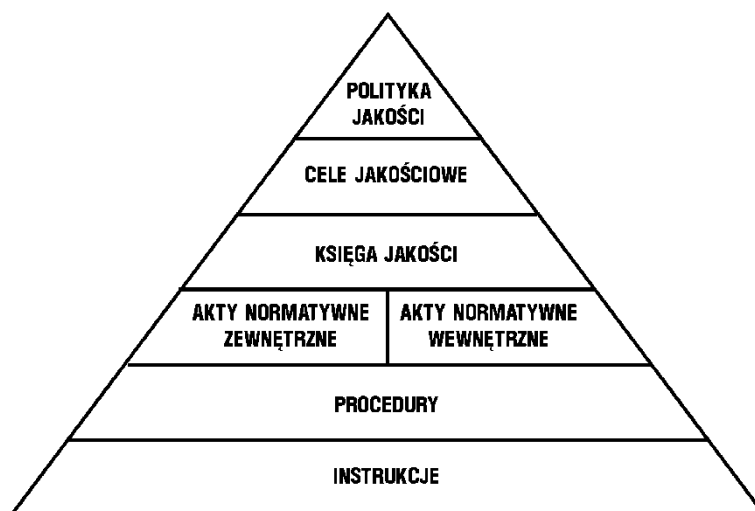 POLITYKA
JAKOŚCI
CELE JAKOŚCIOWE
KSIĘGA JAKOŚCI
AKTY NORMATYWNE
ZEWNĘTRZNE
AKTY NORMATYWNE
WEWNĘTRZNE
PROCEDURY
INSTRUKCJE